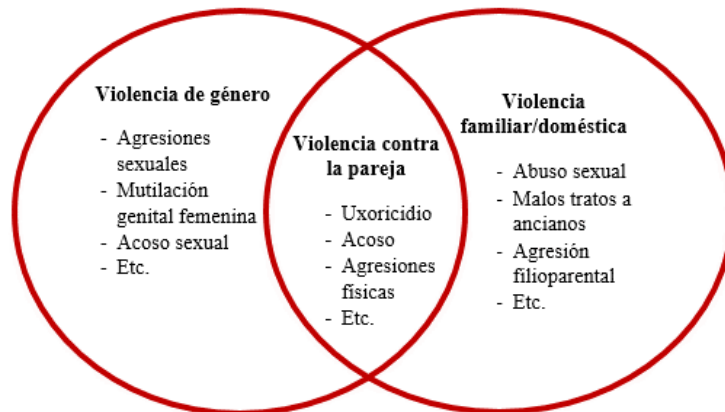 Violencia de género
- Agresiones
sexuales
- Mutilación
genital femenina
- Acoso sexual
- Etc.
Violencia contra
la pareja
- Uxoricidio
- Acoso
- Agresiones
físicas
- Etc.
Violencia
familiar/doméstica
- Abuso sexual
- Malos tratos a
ancianos
- Agresión
filioparental
- Etc.